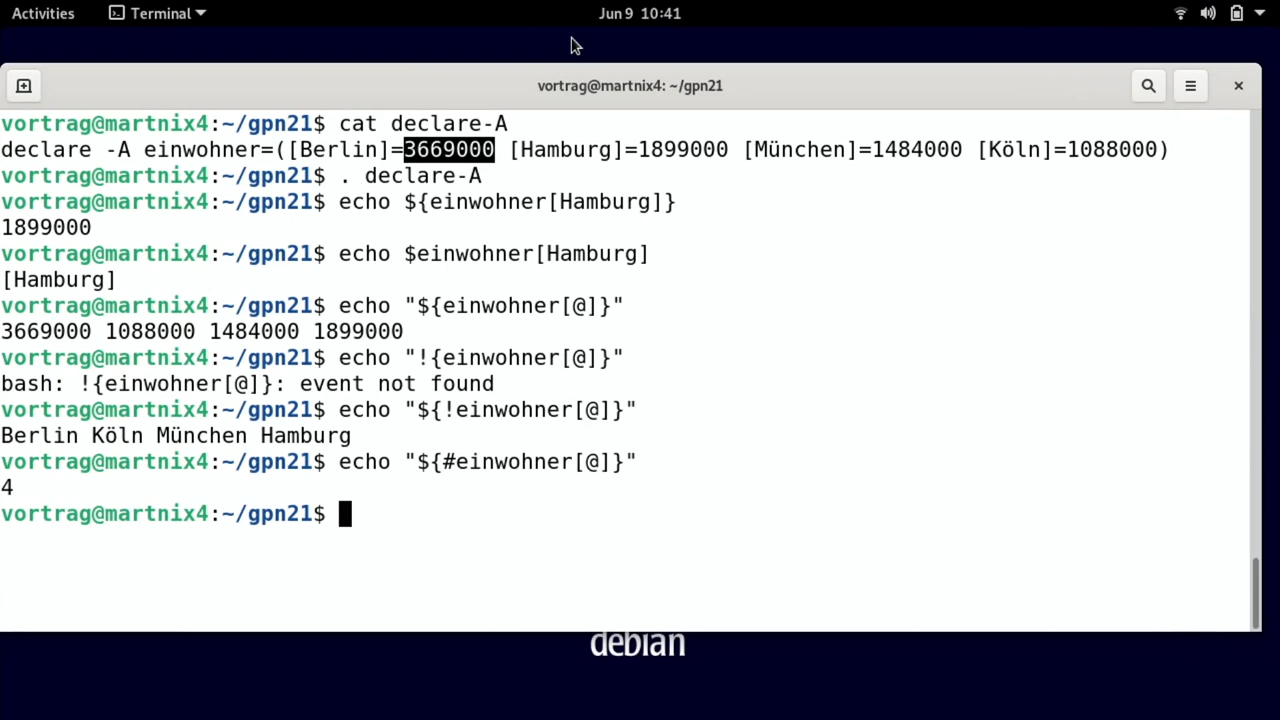 Activities Terminal Jun 9 10:41
vortrag@martnix4: ~/gpn21
vortrag@martnix4:~/gpn21$ cat declare-A
declare -A einwohner=([Berlin]=3669000 [Hamburg]=1899000 [München]=1484000 [Köln]=1088000)
vortrag@martnix4:~/gpn21$ . declare-A
vortrag@martnix4:~/gpn21$ echo ${einwohner[Hamburg]}
1899000
vortrag@martnix4:~/gpn21$ echo $einwohner[Hamburg]
[Hamburg]
vortrag@martnix4:~/gpn21$ echo "${einwohner[@]}"
3669000 1088000 1484000 1899000
vortrag@martnix4:~/gpn21$ echo "!{einwohner[@]}"
bash: !{einwohner[@]}: event not found
vortrag@martnix4:~/gpn21$ echo "${!einwohner[@]}"
Berlin Köln München Hamburg
vortrag@martnix4:~/gpn21$ echo "${#einwohner[@]}"
4
vortrag@martnix4:~/gpn21$
debian